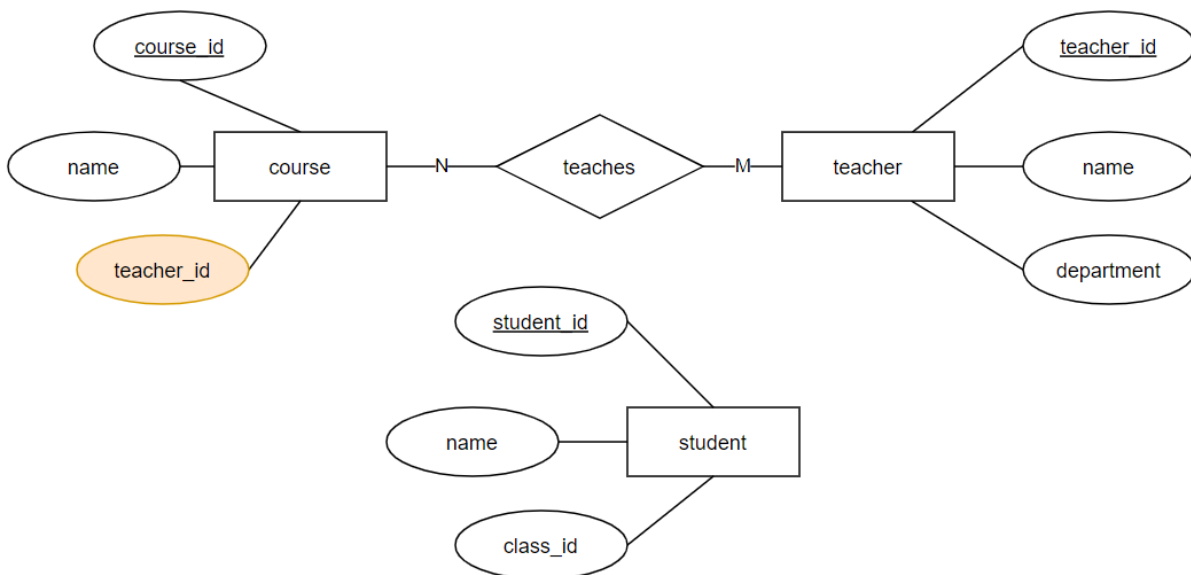 course_id
teacher_id
name
course
N
teaches
M
teacher
name
teacher_id
department
student_id
name
student
class_id